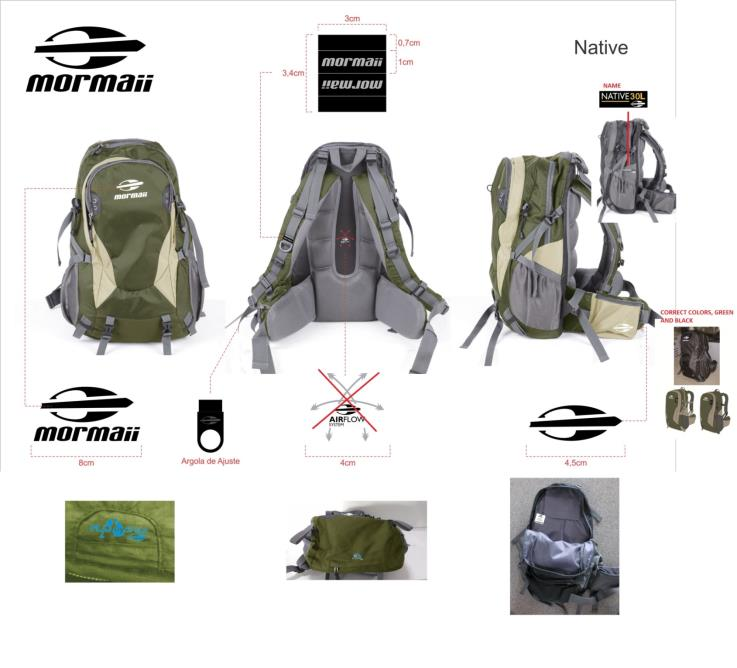 mormaii
3cm
0,7cm
1cm
3,4cm
mormaii
mormaii
Native
NAME
NATIVE30L
mormaii
CORRECT COLORS, GREEN
AND BLACK
mormaii
8cm
Argola de Ajuste
AIRFLOW
SYSTEM
4cm
4,5cm